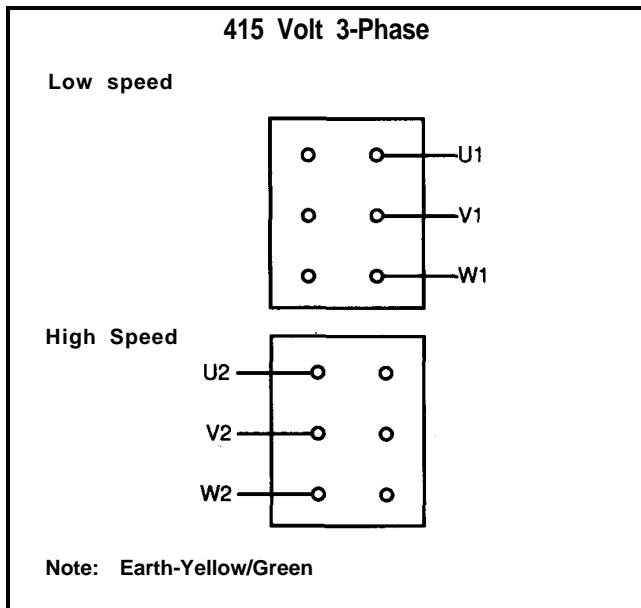 415 Volt 3-Phase
Low speed
U1
V1
W1
High Speed
U2
V2
W2
Note: Earth-Yellow/Green